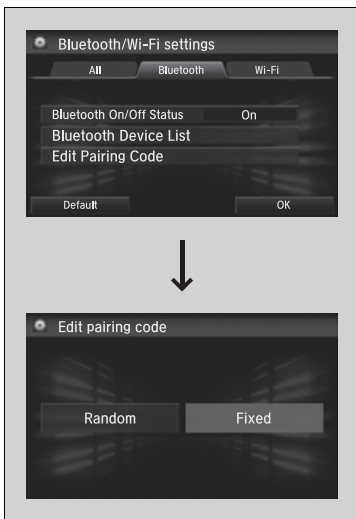 Bluetooth/Wi-Fi settings
All Bluetooth Wi-Fi
Bluetooth On/Off Status On
Bluetooth Device List
Edit Pairing Code
Default OK
Edit pairing code
Random Fixed